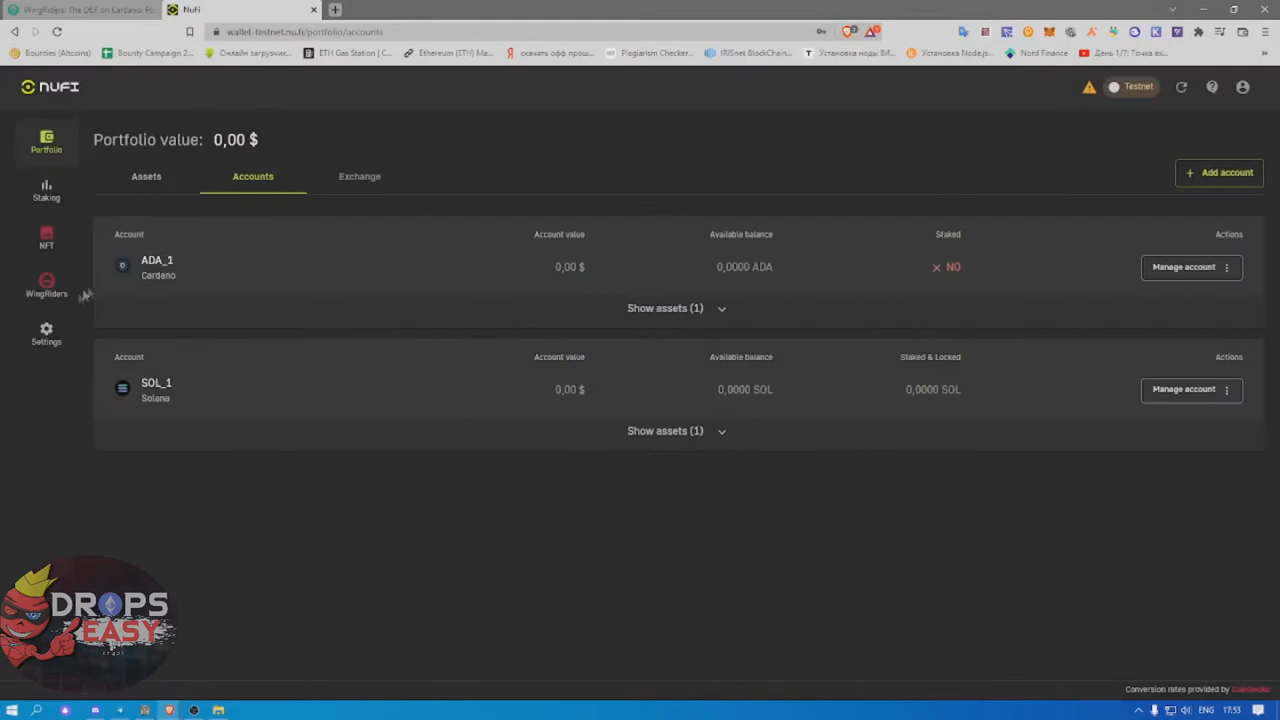 WingRiders: The DEX on Cardano: Po
NuFi
wallet-testnet.nu.fi/portfolio/accounts
Bounties (Altcoins)
Bounty Campaign 2...
Онлайн загрузчик...
ETH Gas Station | C...
Ethereum (ETH) Ma...
скачать офф прош...
Plagiarism Checker...
IRISnet BlockChain...
Установка ноды Bif...
Установка Node.js...
Nord Finance
День 1/7: Точка вх...
NUFI
Testnet
Portfolio
Staking
NFT
WingRiders
Settings
Portfolio value: 0,00 $
Assets
Accounts
Exchange
+ Add account
Account
Account value
Available balance
Staked
Actions
ADA_1
Cardano
0,00 $
0,0000 ADA
NO
Manage account
Show assets (1)
Account
Account value
Available balance
Staked & Locked
Actions
SOL_1
Solana
0,00 $
0,0000 SOL
0,0000 SOL
Manage account
Show assets (1)
DROPS
EASY
Conversion rates provided by CoinGecko
ENG
17:53